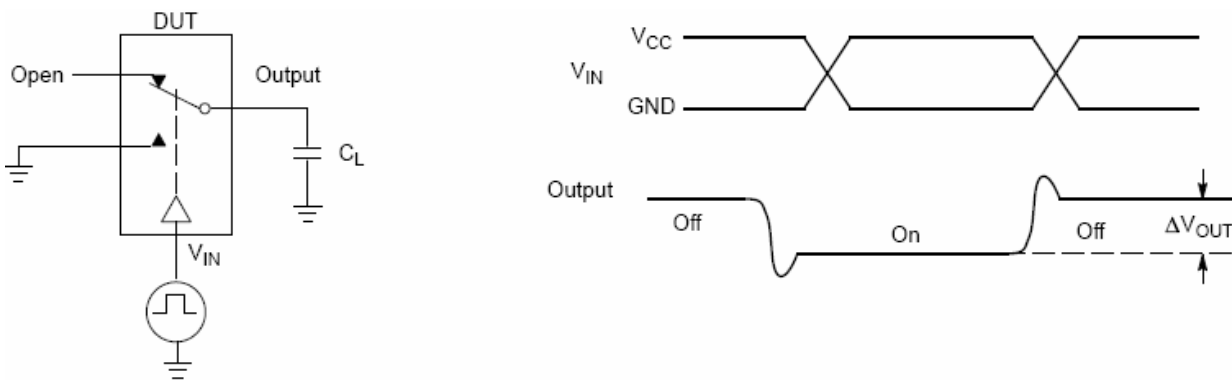 DUT
Open
Output
C_L
V_IN
V_CC
V_IN
GND
Output
Off
On
Off
ΔV_OUT